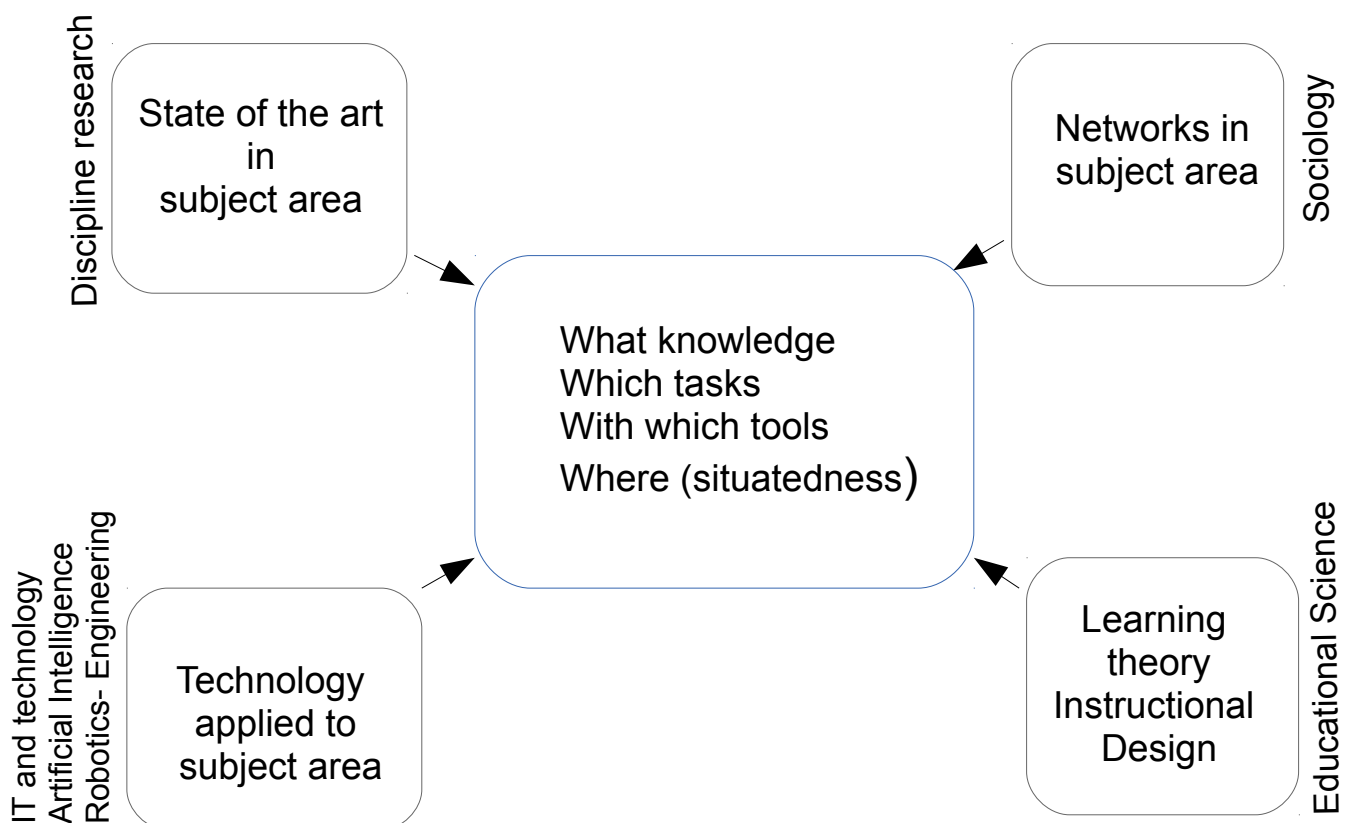 Discipline research
State of the art
in
subject area
Networks in
subject area
Sociology
What knowledge
Which tasks
With which tools
Where (situatedness)
IT and technology
Artificial Intelligence
Robotics- Engineering
Technology
applied to
subject area
Learning
theory
Instructional
Design
Educational Science